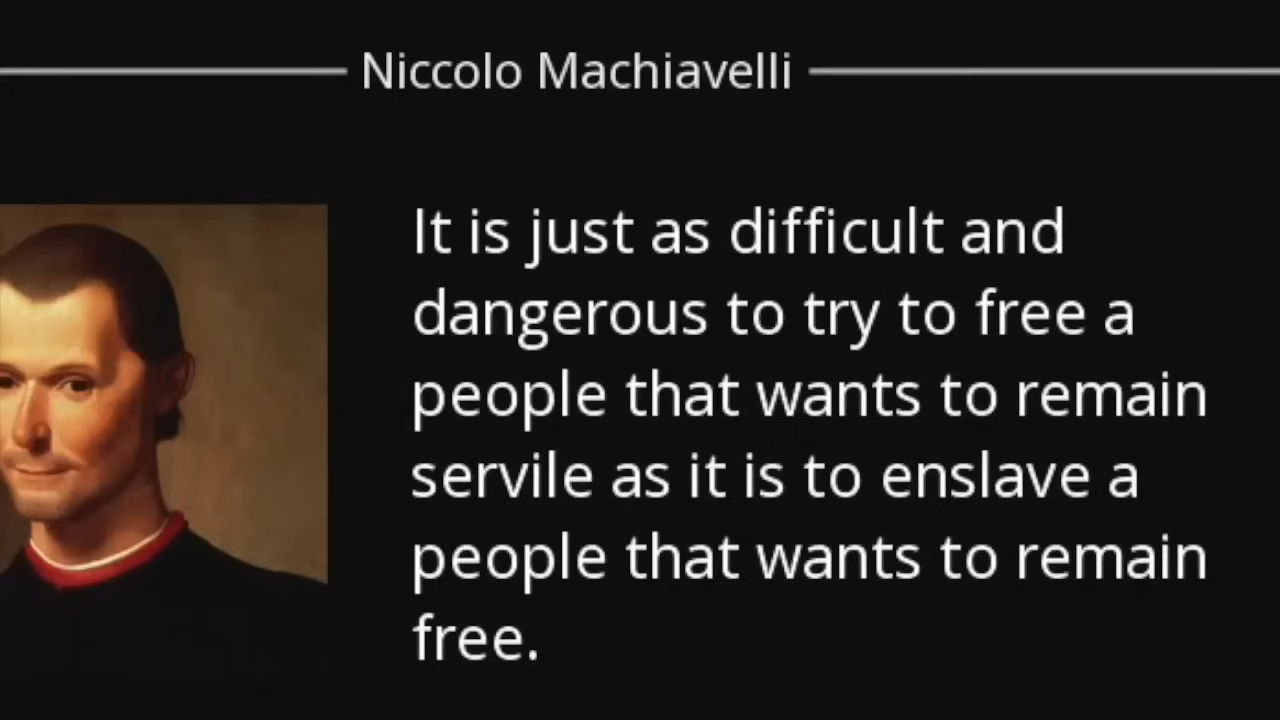 Niccolo Machiavelli
It is just as difficult and
dangerous to try to free a
people that wants to remain
servile as it is to enslave a
people that wants to remain
free.